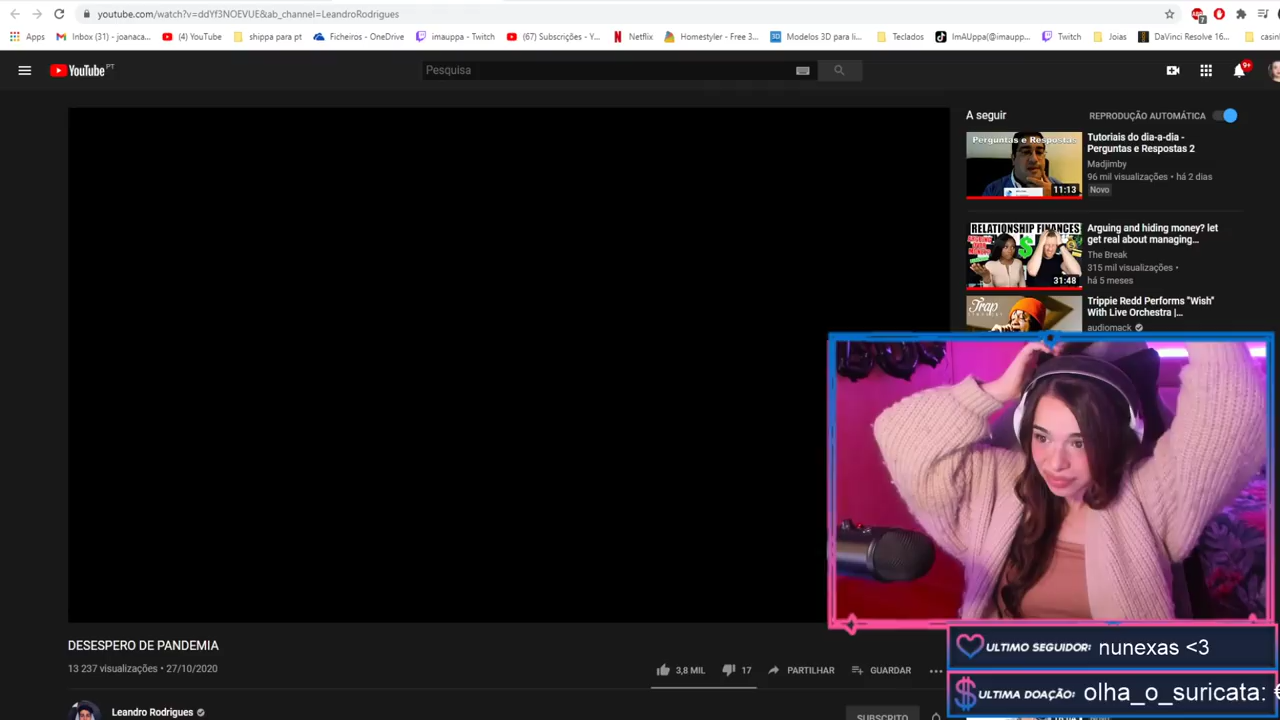 youtube.com/watch?v=ddYf3NOEVUE&ab_channel=LeandroRodrigues
7
Apps Inbox (31) - joanac... (4) YouTube shippa para pt Ficheiros - OneDrive imauppa - Twitch (67) Subscrições - Y... Netflix Homestyler - Free 3... Modelos 3D para li... Teclados ImAUppa(@imaupp... Twitch Joias DaVinci Resolve 16... casinh
YouTube PT
Pesquisa
9+
A seguir
REPRODUÇÃO AUTOMÁTICA
Perguntas e Respostas
11:13
Tutoriais do dia-a-dia -
Perguntas e Respostas 2
Madjimby
96 mil visualizações • há 2 dias
Novo
RELATIONSHIP FINANCES
31:48
Arguing and hiding money? let
get real about managing...
The Break
315 mil visualizações •
há 5 meses
Trap
Trippie Redd Performs "Wish"
With Live Orchestra |...
audiomack
DESESPERO DE PANDEMIA
13 237 visualizações • 27/10/2020
3,8 MIL
17
PARTILHAR
GUARDAR
Leandro Rodrigues
SUBSCRITO
ULTIMO SEGUIDOR: nunexas <3
ULTIMA DOAÇÃO: olha_o_suricata: €